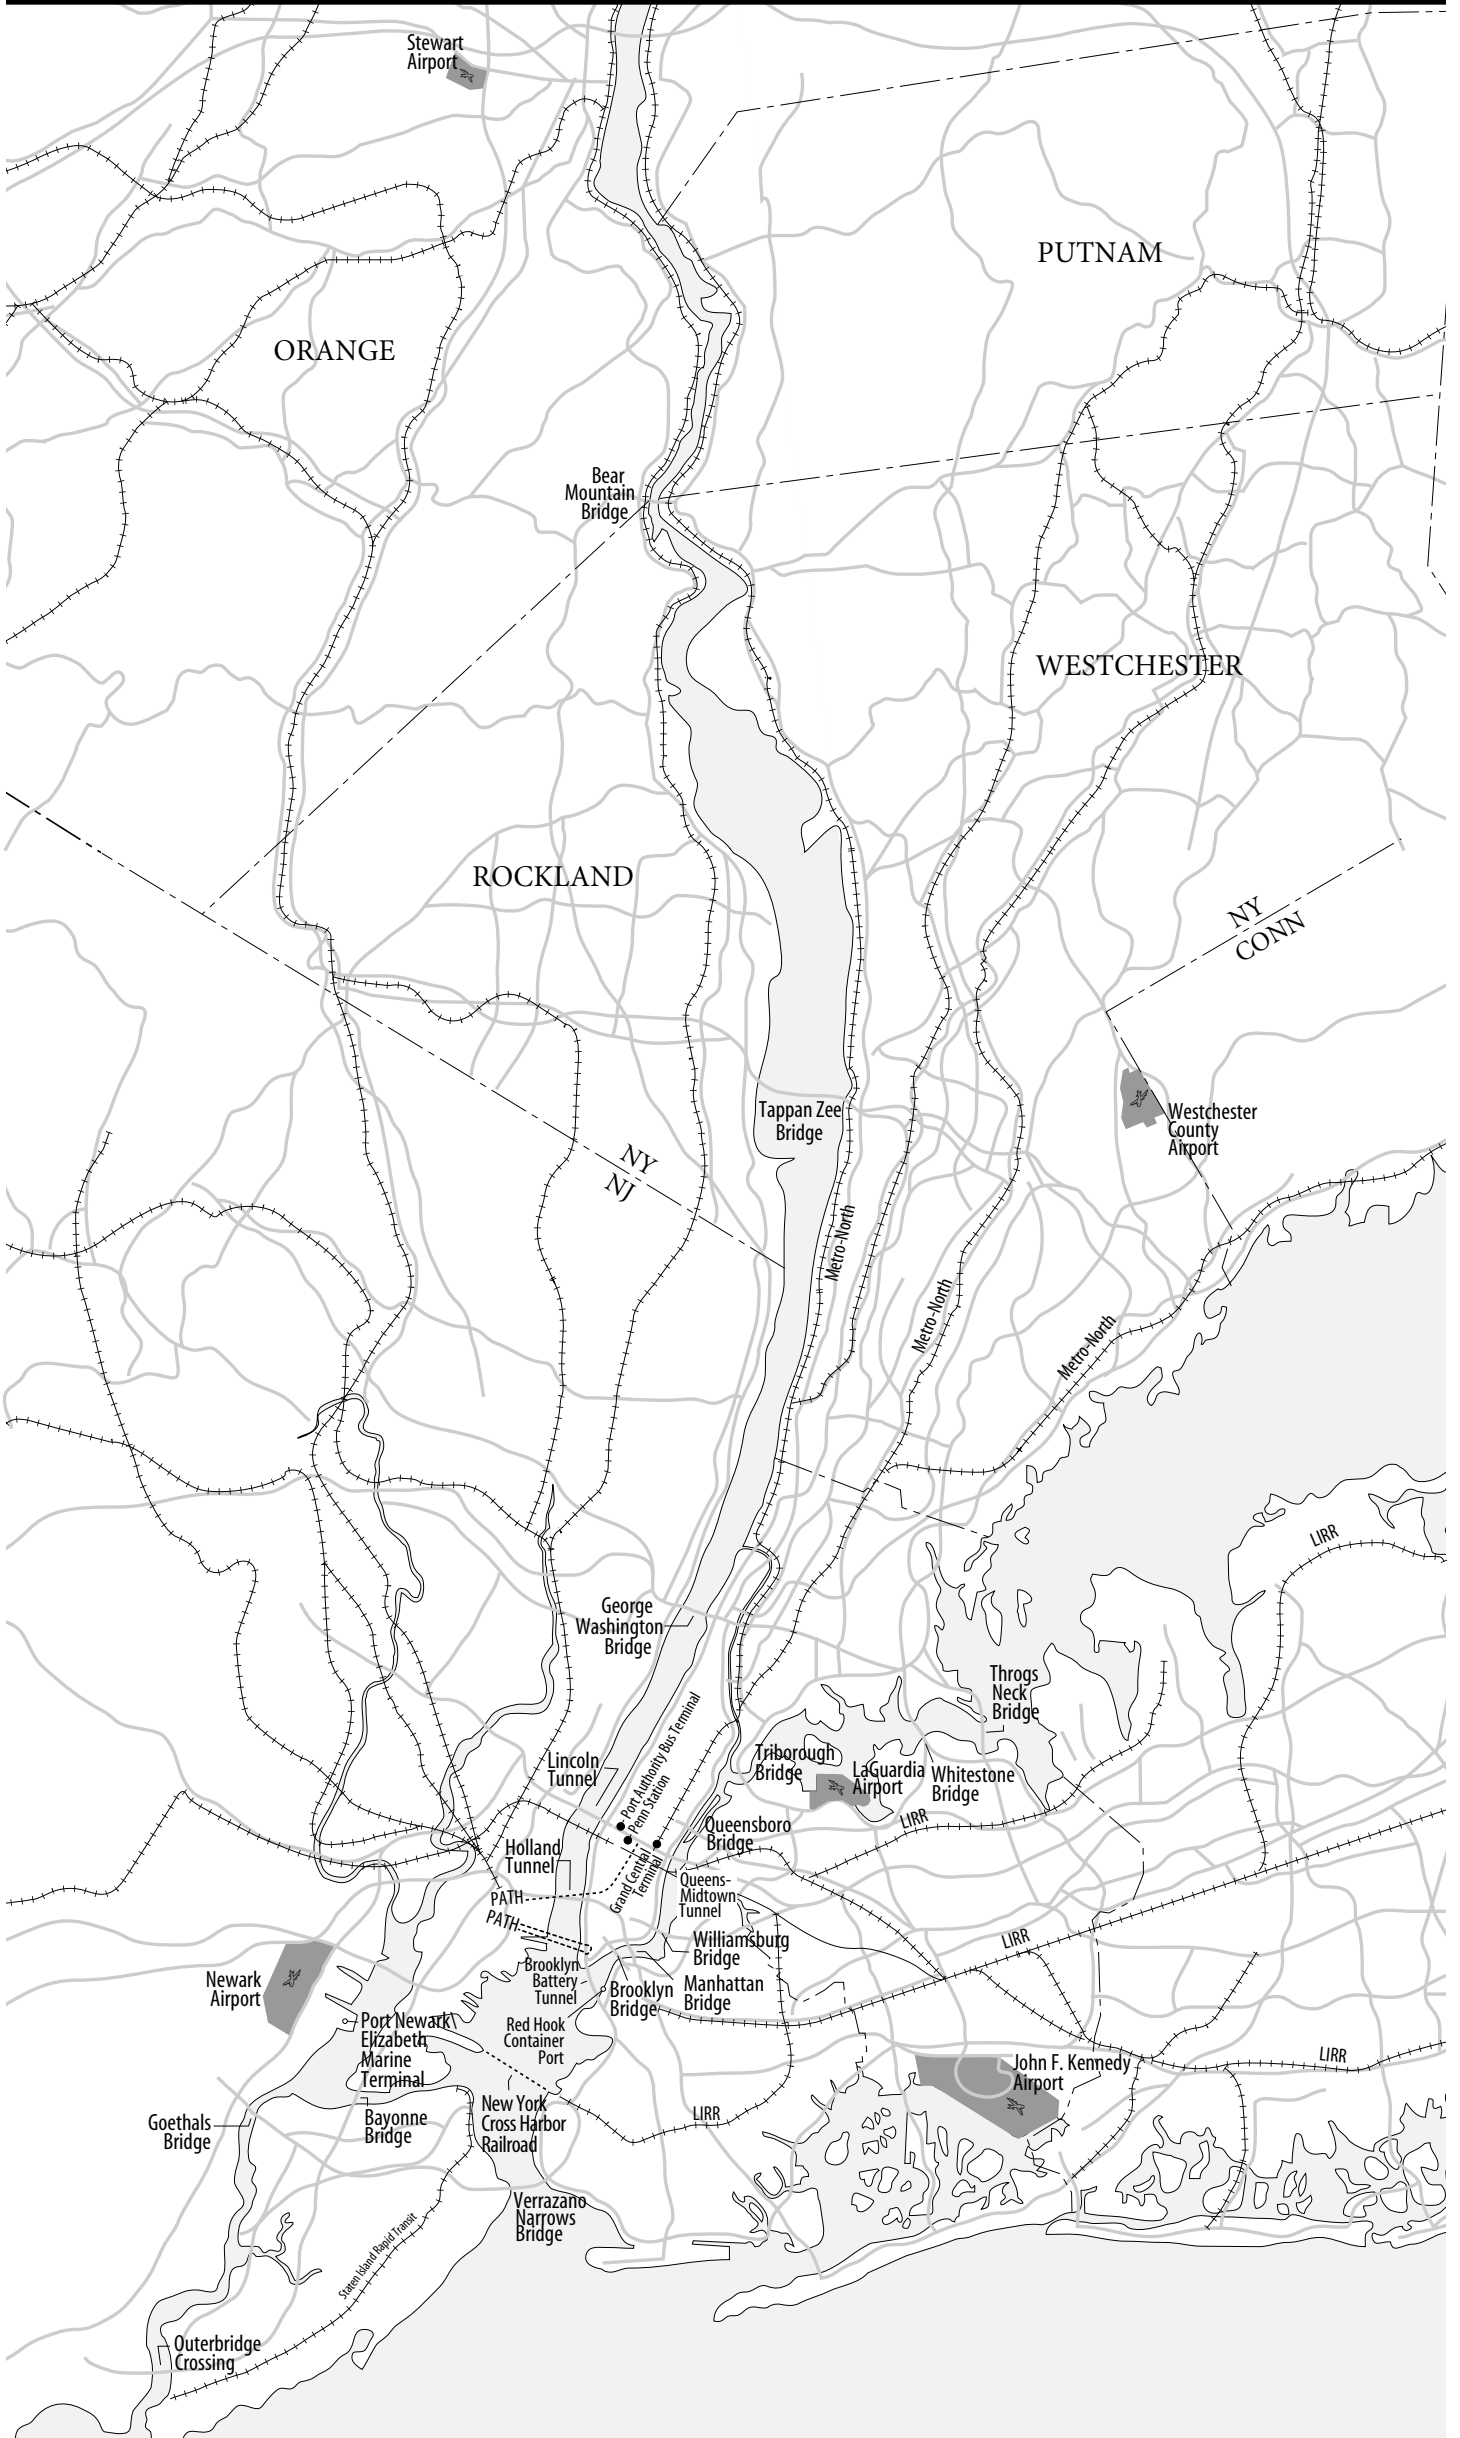 Stewart
Airport
PUTNAM
ORANGE
Bear
Mountain
Bridge
WESTCHESTER
ROCKLAND
NY
CONN
Tappan Zee
Bridge
Westchester
County
Airport
NY
NJ
Metro-North
Metro-North
Metro-North
LIRR
George
Washington
Bridge
Throgs
Neck
Bridge
Port Authority Bus Terminal
Penn Station
Grand Central
Terminal
Lincoln
Tunnel
Triborough
Bridge
LaGuardia
Airport
Whitestone
Bridge
LIRR
Queensboro
Bridge
Holland
Tunnel
Queens-
Midtown
Tunnel
PATH
PATH
Williamsburg
Bridge
LIRR
Newark
Airport
Brooklyn
Battery
Tunnel
Brooklyn
Bridge
Manhattan
Bridge
Port Newark
Elizabeth
Marine
Terminal
Red Hook
Container
Port
John F. Kennedy
Airport
LIRR
Goethals
Bridge
Bayonne
Bridge
New York
Cross Harbor
Railroad
LIRR
Verrazano
Narrows
Bridge
Staten Island Rapid Transit
Outerbridge
Crossing